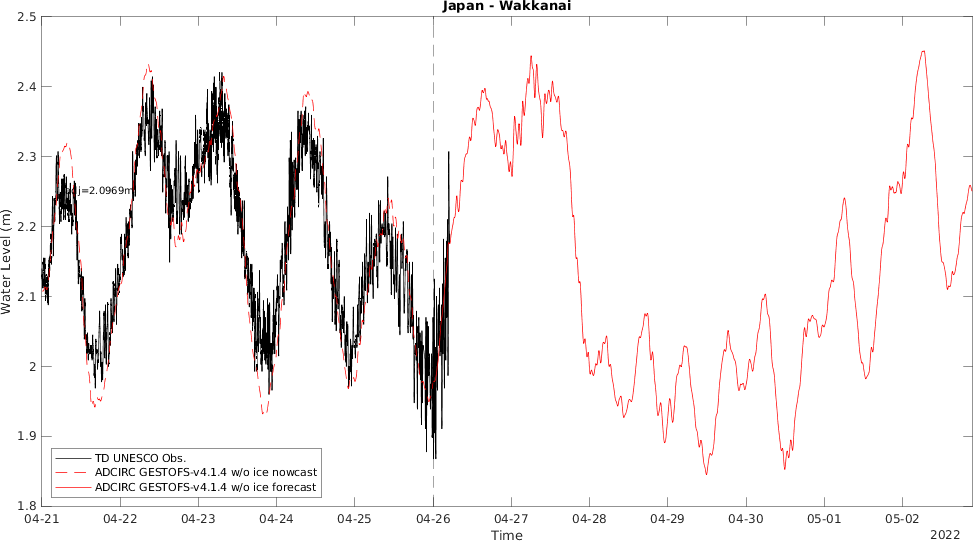 Japan - Wakkanai
Water Level (m)
2.5
2.4
2.3
2.2
2.1
2
1.9
1.8
j=2.0969m
TD UNESCO Obs.
ADCIRC GESTOFS-v4.1.4 w/o ice nowcast
ADCIRC GESTOFS-v4.1.4 w/o ice forecast
04-21 04-22 04-23 04-24 04-25 04-26 04-27 04-28 04-29 04-30 05-01 05-02
Time
2022